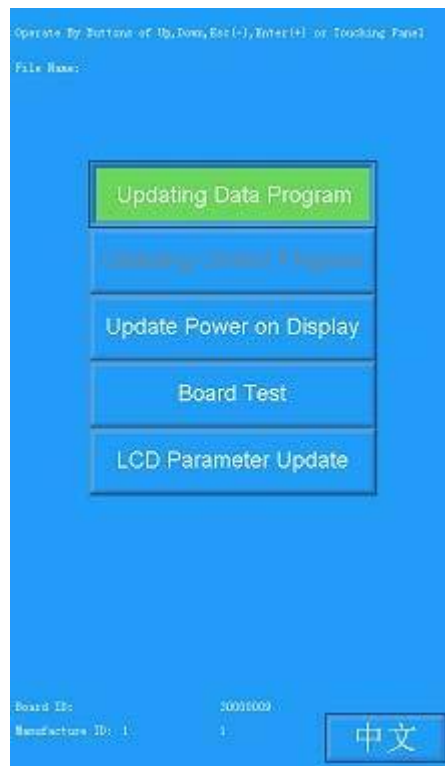 Operate By Buttons of Up,Down,Esc(-),Enter(+) or Touching Panel
File Name:
Updating Data Program
Update Power on Display
Board Test
LCD Parameter Update
Board ID:
Manufacture ID: 1 1
中文